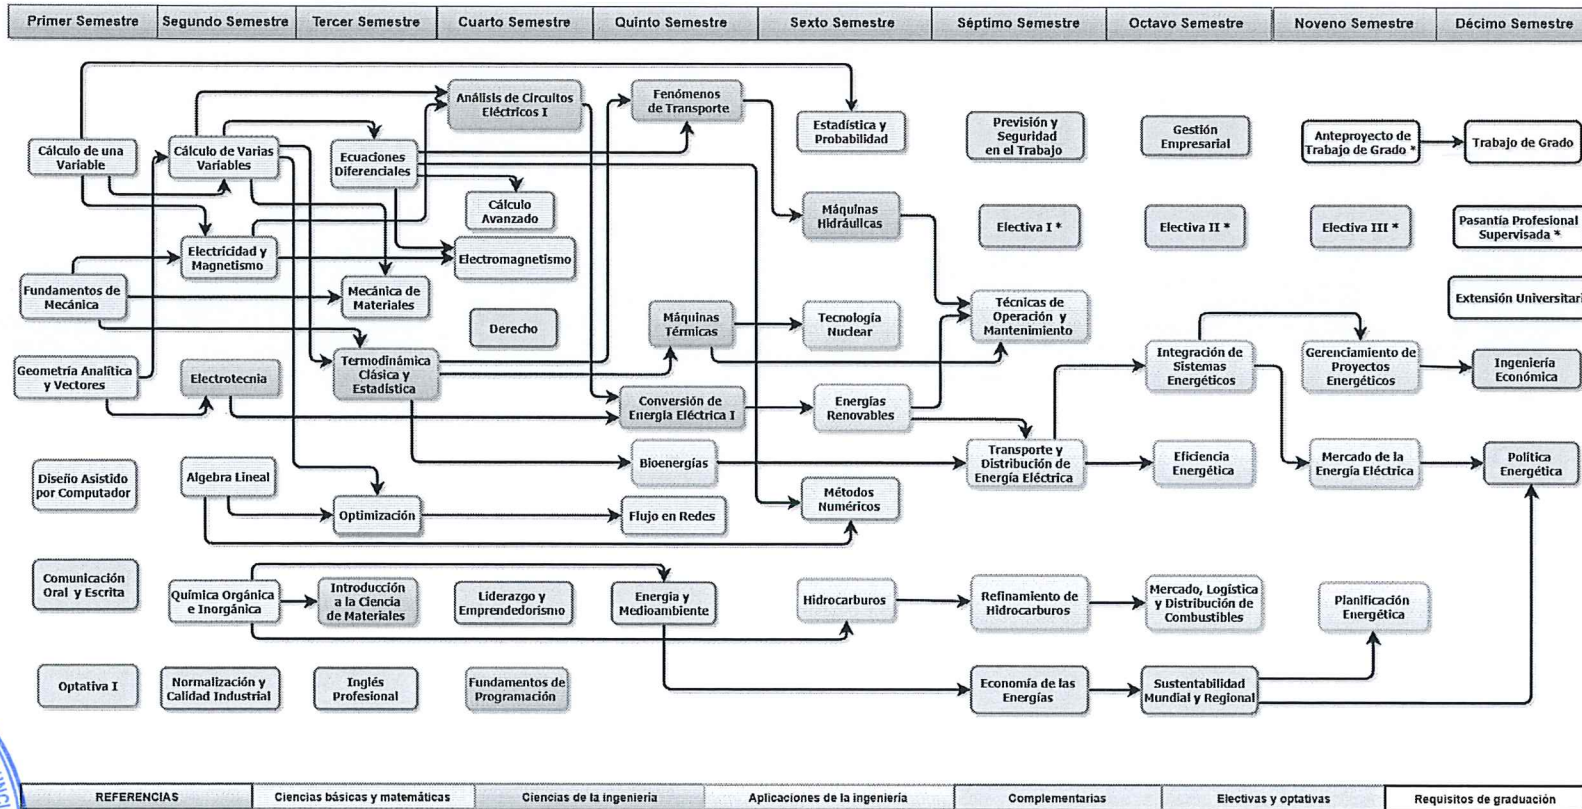 Primer Semestre
Segundo Semestre
Tercer Semestre
Cuarto Semestre
Quinto Semestre
Sexto Semestre
Séptimo Semestre
Octavo Semestre
Noveno Semestre
Décimo Semestre
Cálculo de una
Variable
Fundamentos de
Mecánica
Geometría Analítica
y Vectores
Diseño Asistido
por Computador
Comunicación
Oral y Escrita
Optativa I
Cálculo de Varias
Variables
Electricidad y
Magnetismo
Electrotecnia
Algebra Lineal
Química Orgánica
e Inorgánica
Normalización y
Calidad Industrial
Ecuaciones
Diferenciales
Mecánica de
Materiales
Termodinámica
Clásica y
Estadística
Optimización
Introducción
a la Ciencia
de Materiales
Inglés
Profesional
Análisis de Circuitos
Eléctricos I
Cálculo
Avanzado
Electromagnetismo
Derecho
Liderazgo y
Emprendedorismo
Fundamentos de
Programación
Fenómenos
de Transporte
Máquinas
Térmicas
Conversión de
Energía Eléctrica I
Bioenergías
Flujo en Redes
Energia y
Medioambiente
Estadística y
Probabilidad
Máquinas
Hidráulicas
Tecnología
Nuclear
Energías
Renovables
Métodos
Numéricos
Hidrocarburos
Previsión y
Seguridad
en el Trabajo
Electiva I *
Técnicas de
Operación y
Mantenimiento
Transporte y
Distribución de
Energía Eléctrica
Refinamiento de
Hidrocarburos
Economía de las
Energías
Gestión
Empresarial
Electiva II *
Integración de
Sistemas
Energéticos
Eficiencia
Energética
Mercado, Logística
y Distribución de
Combustibles
Sustentabilidad
Mundial y Regional
Anteproyecto de
Trabajo de Grado *
Electiva III *
Gerenciamiento de
Proyectos
Energéticos
Mercado de la
Energía Eléctrica
Planificación
Energética
Trabajo de Grado
Pasantía Profesional
Supervisada *
Extensión Universitari
Ingeniería
Económica
Política
Energética
REFERENCIAS
Ciencias básicas y matemáticas
Ciencias de la ingeniería
Aplicaciones de la ingeniería
Complementarias
Electivas y optativas
Requisitos de graduación